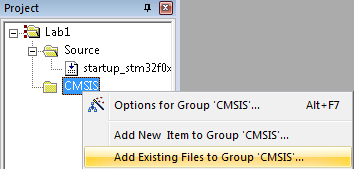 Project
Lab1
Source
startup_stm32f0x
CMSIS
Options for Group 'CMSIS'... Alt+F7
Add New Item to Group 'CMSIS'...
Add Existing Files to Group 'CMSIS'...